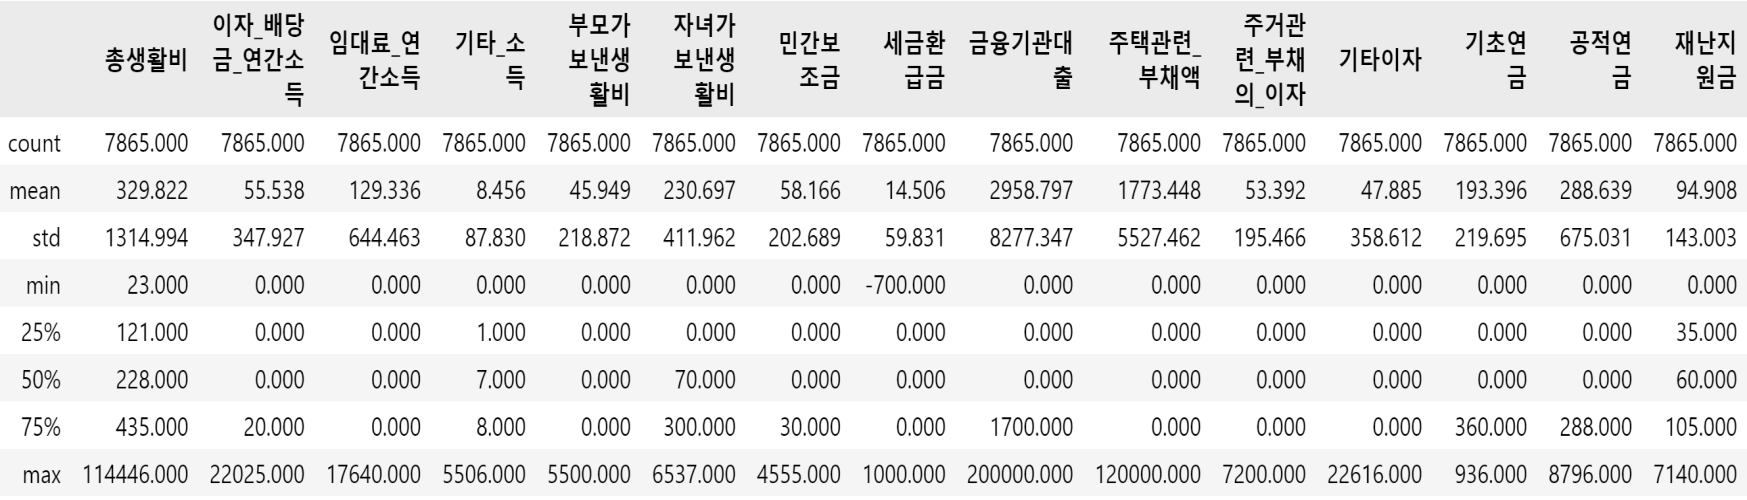 총생활비 이자_배당금_연간소득 임대료_연간소득 기타_소득 부모가보낸생활비 자녀가보낸생활비 민간보조금 세금환급금 금융기관대출 주택관련_부채액 주거관련_부채의_이자 기타이자 기초연금 공적연금 재난지원금
count 7865.000 7865.000 7865.000 7865.000 7865.000 7865.000 7865.000 7865.000 7865.000 7865.000 7865.000 7865.000 7865.000 7865.000 7865.000
mean 329.822 55.538 129.336 8.456 45.949 230.697 58.166 14.506 2958.797 1773.448 53.392 47.885 193.396 288.639 94.908
std 1314.994 347.927 644.463 87.830 218.872 411.962 202.689 59.831 8277.347 5527.462 195.466 358.612 219.695 675.031 143.003
min 23.000 0.000 0.000 0.000 0.000 0.000 0.000 -700.000 0.000 0.000 0.000 0.000 0.000 0.000 0.000
25% 121.000 0.000 0.000 1.000 0.000 0.000 0.000 0.000 0.000 0.000 0.000 0.000 0.000 0.000 35.000
50% 228.000 0.000 0.000 7.000 0.000 70.000 0.000 0.000 0.000 0.000 0.000 0.000 0.000 0.000 60.000
75% 435.000 20.000 0.000 8.000 0.000 300.000 30.000 0.000 1700.000 0.000 0.000 0.000 360.000 288.000 105.000
max 114446.000 22025.000 17640.000 5506.000 5500.000 6537.000 4555.000 1000.000 200000.000 120000.000 7200.000 22616.000 936.000 8796.000 7140.000